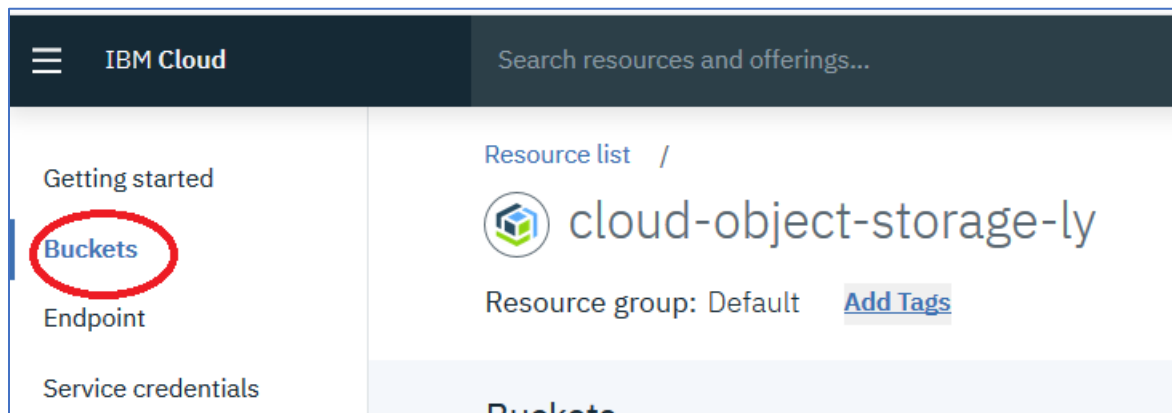 IBM Cloud
Search resources and offerings...
Getting started
Buckets
Endpoint
Service credentials
Resource list /
cloud-object-storage-ly
Resource group: Default Add Tags
Buckets